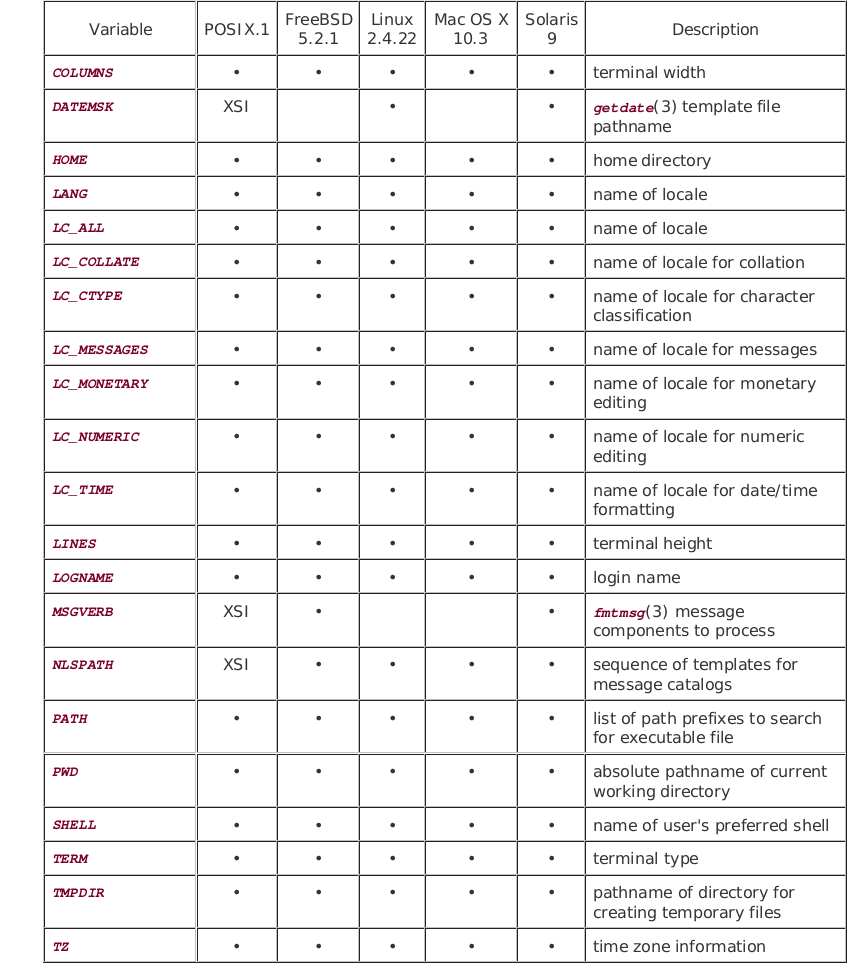 Variable POSIX.1 FreeBSD 5.2.1 Linux 2.4.22 Mac OS X 10.3 Solaris 9 Description
COLUMNS • • • • • terminal width
DATEMSK XSI • • getdate(3) template file
pathname
HOME • • • • • home directory
LANG • • • • • name of locale
LC_ALL • • • • • name of locale
LC_COLLATE • • • • • name of locale for collation
LC_CTYPE • • • • • name of locale for character
classification
LC_MESSAGES • • • • • name of locale for messages
LC_MONETARY • • • • • name of locale for monetary
editing
LC_NUMERIC • • • • • name of locale for numeric
editing
LC_TIME • • • • • name of locale for date/time
formatting
LINES • • • • • terminal height
LOGNAME • • • • • login name
MSGVERB XSI • • fmtmsg(3) message
components to process
NLSPATH XSI • • • • sequence of templates for
message catalogs
PATH • • • • • list of path prefixes to search
for executable file
PWD • • • • • absolute pathname of current
working directory
SHELL • • • • • name of user's preferred shell
TERM • • • • • terminal type
TMPDIR • • • • • pathname of directory for
creating temporary files
TZ • • • • • time zone information